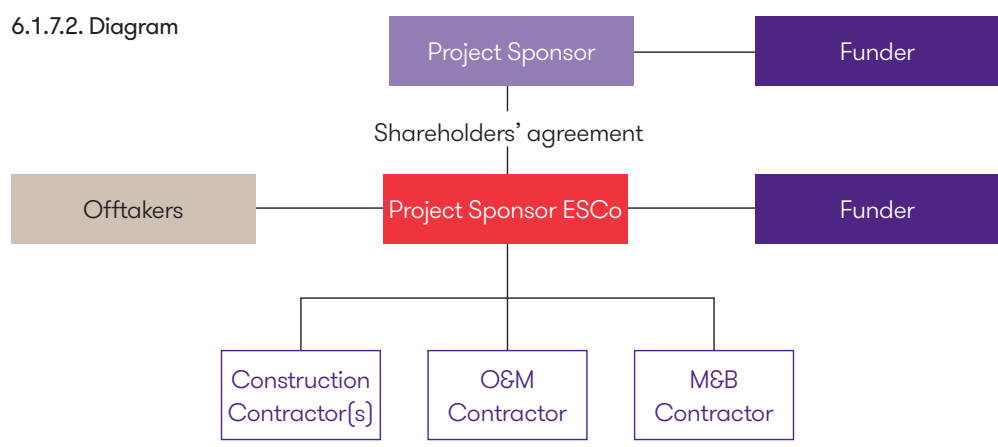 6.1.7.2. Diagram
Project Sponsor
Funder
Shareholders’ agreement
Offtakers
Project Sponsor ESCo
Funder
Construction
Contractor(s)
O&M
Contractor
M&B
Contractor